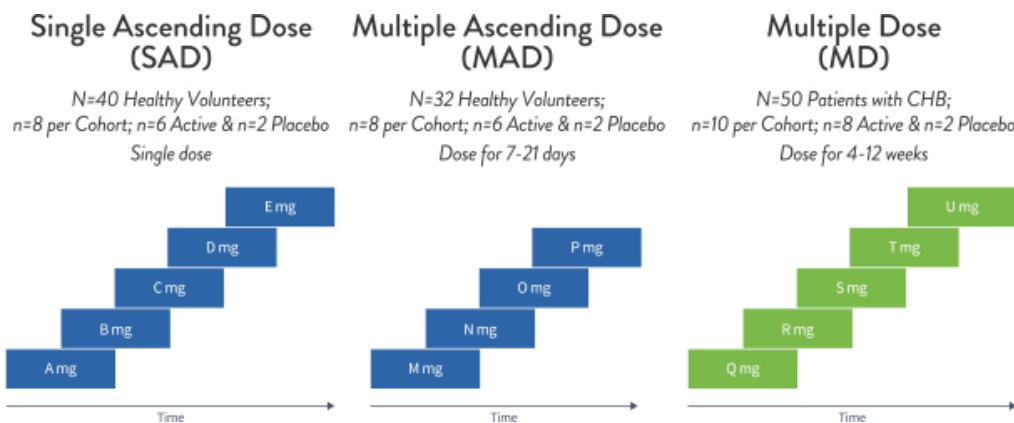 Single Ascending Dose
(SAD)
N=40 Healthy Volunteers;
n=8 per Cohort; n=6 Active & n=2 Placebo
Single dose
E mg
D mg
C mg
B mg
A mg
Time
Multiple Ascending Dose
(MAD)
N=32 Healthy Volunteers;
n=8 per Cohort; n=6 Active & n=2 Placebo
Dose for 7-21 days
P mg
O mg
N mg
M mg
Time
Multiple Dose
(MD)
N=50 Patients with CHB;
n=10 per Cohort; n=8 Active & n=2 Placebo
Dose for 4-12 weeks
U mg
T mg
S mg
R mg
Q mg
Time